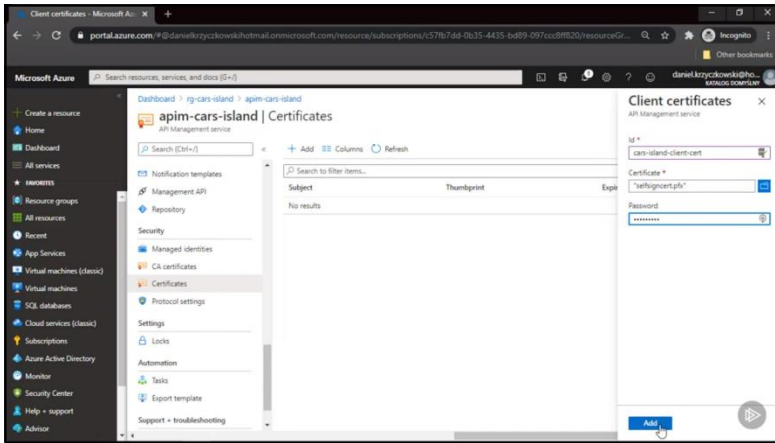 Client certificates - Microsoft Az
portal.azure.com/#@danielkrzyczkowskihotmail.onmicrosoft.com/resource/subscriptions/c57fb7dd-0b35-4435-bd89-097ccc8ff820/resourceGr...
Incognito
Other bookmarks
Microsoft Azure
Search resources, services, and docs (G+/)
daniel.krzyczkowski@ho...
KATALOG DOMYŚLNY
Create a resource
Home
Dashboard
All services
FAVORITES
Resource groups
All resources
Recent
App Services
Virtual machines (classic)
Virtual machines
SQL databases
Cloud services (classic)
Subscriptions
Azure Active Directory
Monitor
Security Center
Help + support
Advisor
Dashboard > rg-cars-island > apim-cars-island
apim-cars-island | Certificates
API Management service
Search (Ctrl+/)
Notification templates
Management API
Repository
Security
Managed identities
CA certificates
Certificates
Protocol settings
Settings
Locks
Automation
Tasks
Export template
Support + troubleshooting
Add Columns Refresh
Search to filter items...
Subject Thumbprint Expir
No results
Client certificates
API Management service
Id *
cars-island-client-cert
Certificate *
"selfsigncert.pfx"
Password
•••••••••
Add